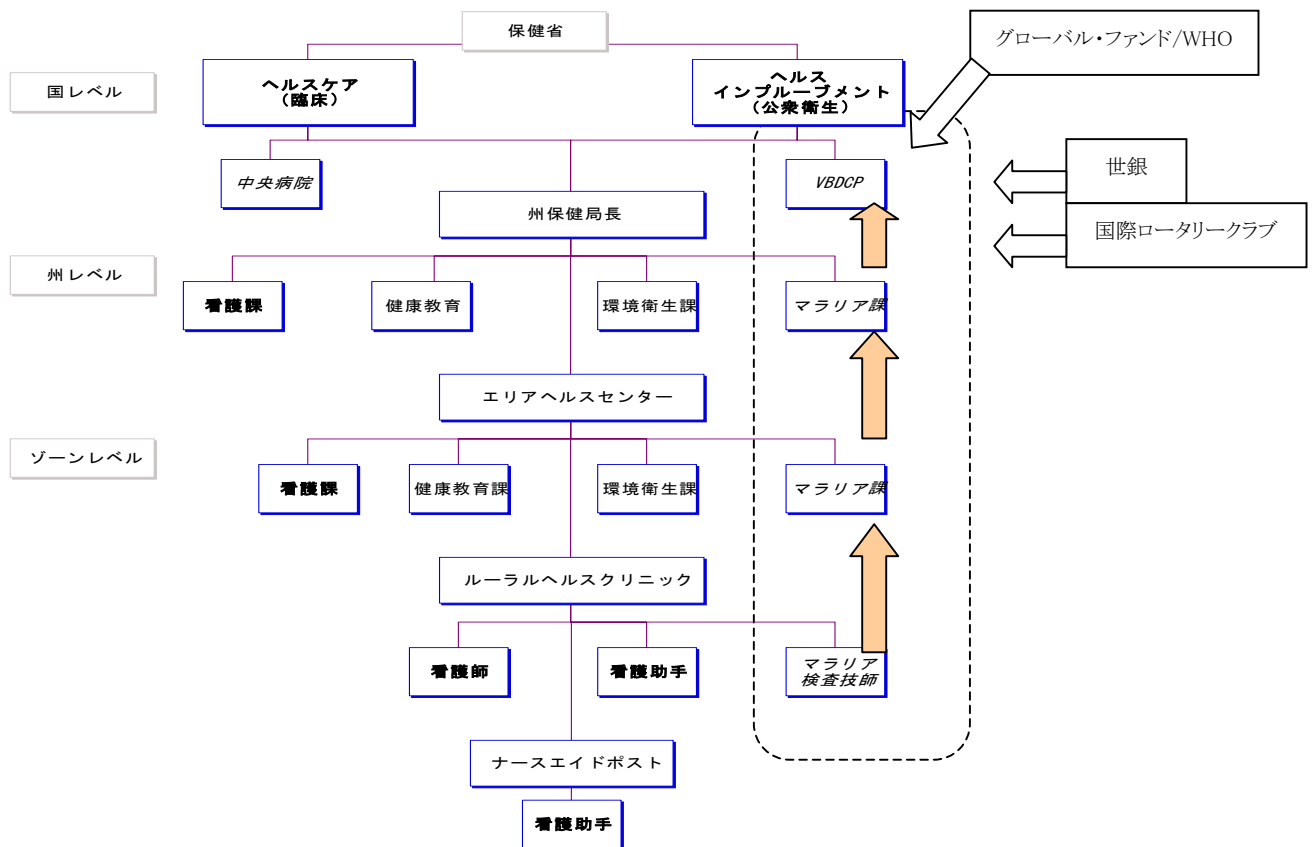 保健省
グローバル・ファンド/WHO
国レベル
ヘルスケア
(臨床)
ヘルス
インプルーブメント
(公衆衛生)
中央病院
VBDCP
世銀
州保健局長
国際ロータリークラブ
州レベル
看護課
健康教育
環境衛生課
マラリア課
エリアヘルスセンター
ゾーンレベル
看護課
健康教育課
環境衛生課
マラリア課
ルーラルヘルスクリニック
看護師
看護助手
マラリア
検査技師
ナースエイドポスト
看護助手